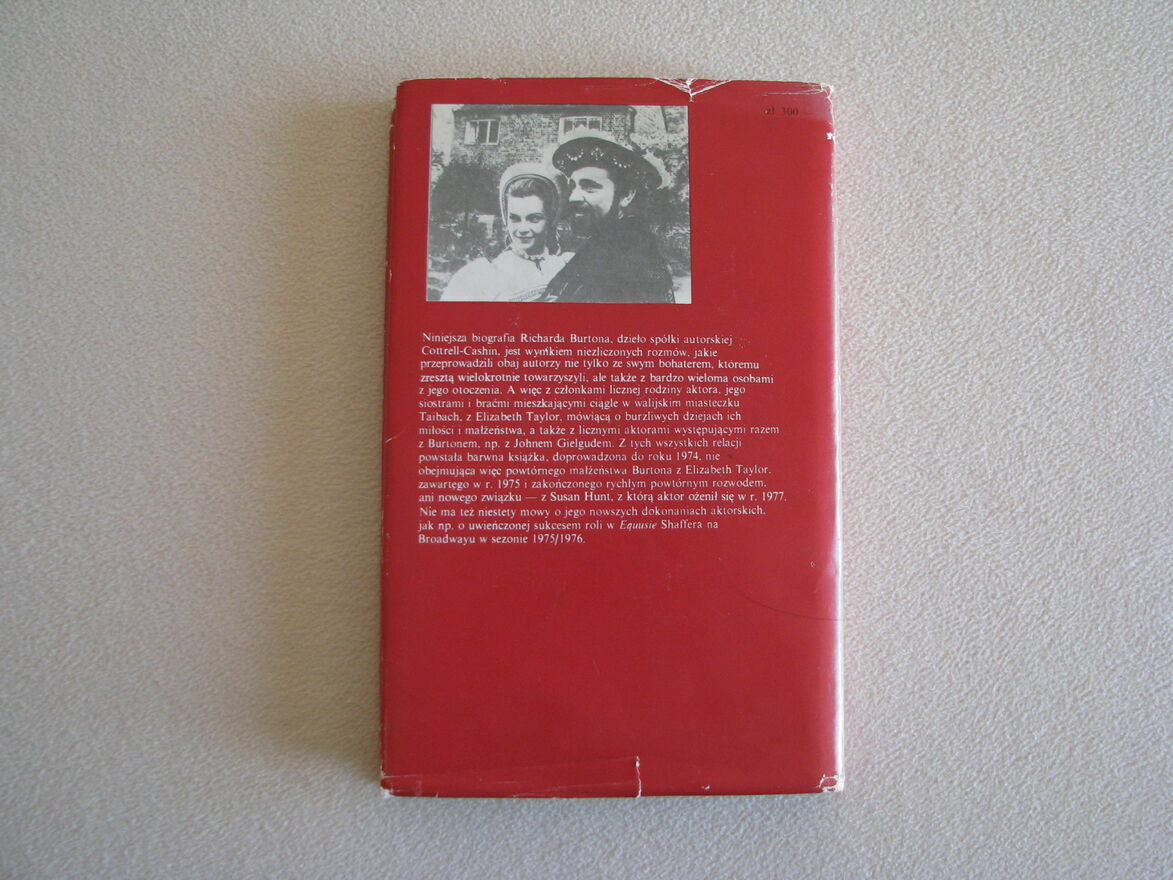 zł 300
Niniejsza biografia Richarda Burtona, dzieło spółki autorskiej
Cottrell-Cashin, jest wynikiem niezliczonych rozmów, jakie
przeprowadzili obaj autorzy nie tylko ze swym bohaterem, któremu
zresztą wielokrotnie towarzyszyli, ale także z bardzo wieloma osobami
z jego otoczenia. A więc z członkami licznej rodziny aktora, jego
siostrami i braćmi mieszkającymi ciągle w walijskim miasteczku
Taibach, z Elizabeth Taylor, mówiącą o burzliwych dziejach ich
miłości i małżeństwa, a także z licznymi aktorami występującymi razem
z Burtonem, np. z Johnem Gielgudem. Z tych wszystkich relacji
powstała barwna książka, doprowadzona do roku 1974, nie
obejmująca więc powtórnego małżeństwa Burtona z Elizabeth Taylor,
zawartego w r. 1975 i zakończonego rychłym powtórnym rozwodem,
ani nowego związku — z Susan Hunt, z którą aktor ożenił się w r. 1977.
Nie ma też niestety mowy o jego nowszych dokonaniach aktorskich,
jak np. o uwieńczonej sukcesem roli w Equusie Shaffera na
Broadwayu w sezonie 1975/1976.